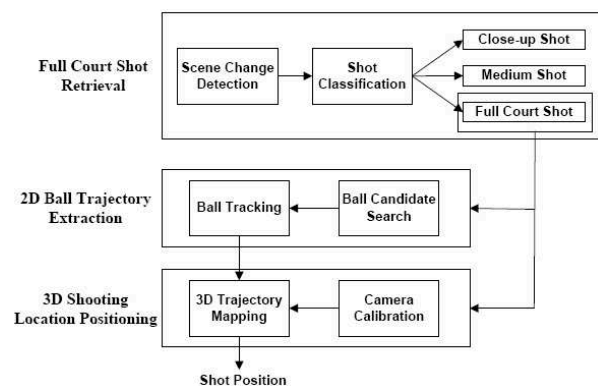 Full Court Shot
Retrieval
Scene Change
Detection
Shot
Classification
Close-up Shot
Medium Shot
Full Court Shot
2D Ball Trajectory
Extraction
Ball Tracking
Ball Candidate
Search
3D Shooting
Location Positioning
3D Trajectory
Mapping
Camera
Calibration
Shot Position